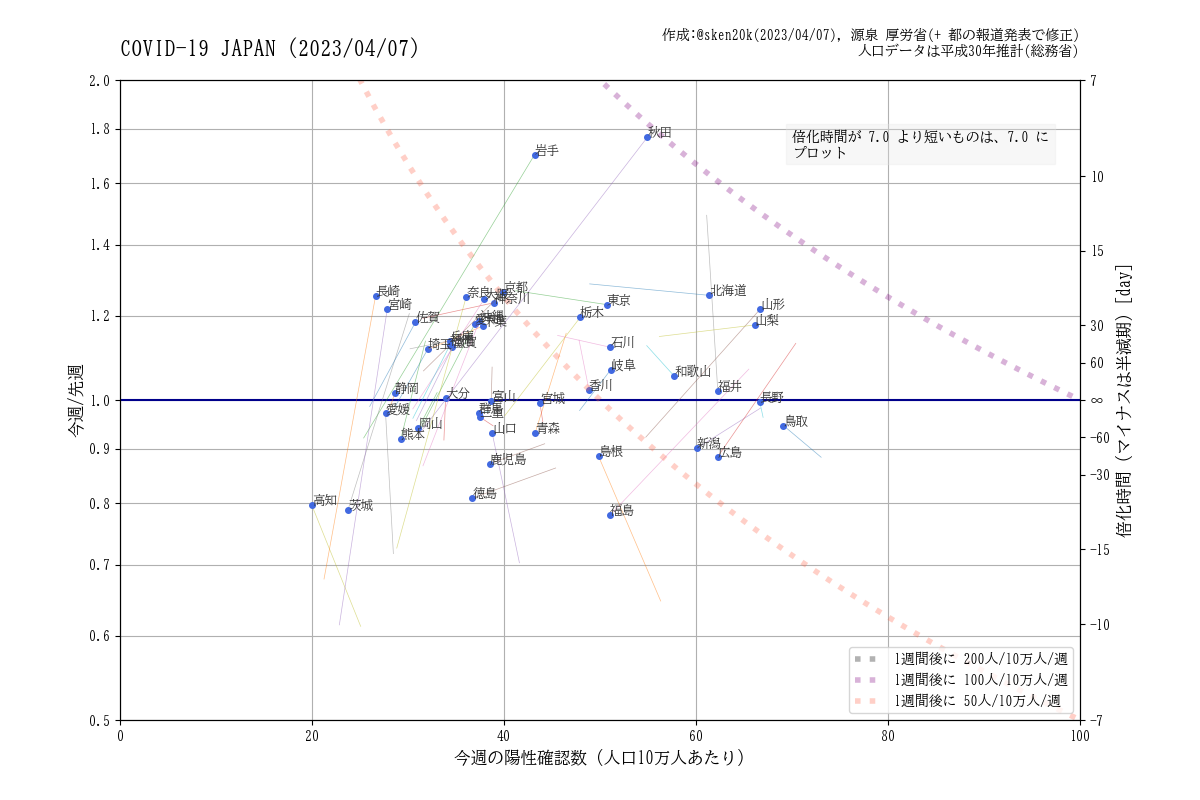 COVID-19 JAPAN (2023/04/07)
作成:@sken20k(2023/04/07), 源泉 厚労省(+ 都の報道発表で修正)
人口データは平成30年推計(総務省)
倍化時間が 7.0 より短いものは、7.0 に
プロット
2.0
1.8
1.6
1.4
1.2
1.0
0.9
0.8
0.7
0.6
0.5
今週/先週
7
10
15
30
60
∞
-60
-30
-15
-10
-7
倍化時間 (マイナスは半減期) [day]
秋田
岩手
長崎
宮崎
佐賀
埼玉
奈良
京都
神奈川
沖縄
千葉
兵庫
滋賀
東京
栃木
北海道
山形
山梨
石川
岐阜
和歌山
香川
福井
長野
鳥取
静岡
愛媛
岡山
熊本
大分
富山
群馬
三重
山口
宮城
青森
鹿児島
徳島
島根
新潟
広島
福島
高知
茨城
0
20
40
60
80
100
今週の陽性確認数 (人口10万人あたり)
1週間後に 200人/10万人/週
1週間後に 100人/10万人/週
1週間後に 50人/10万人/週